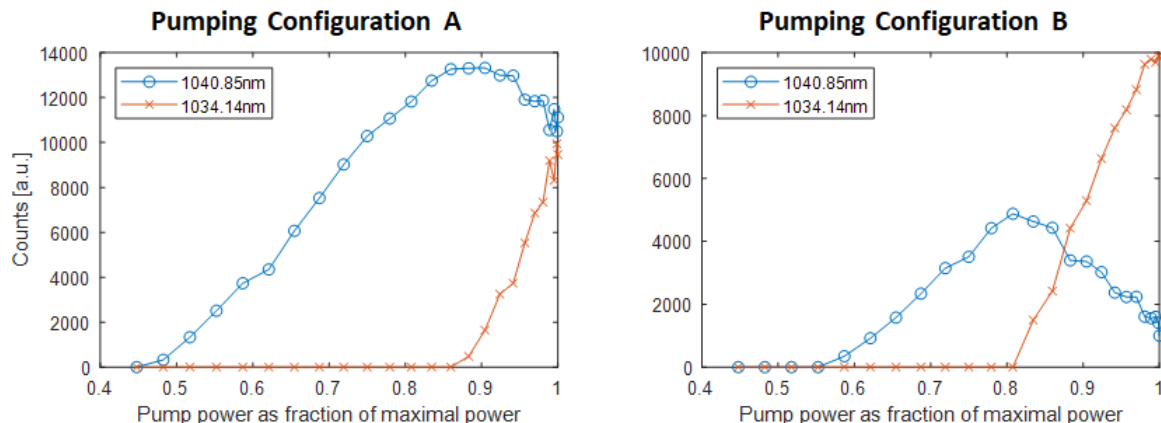 Pumping Configuration A
14000
12000
10000
8000
6000
4000
2000
0
Counts [a.u.]
1040.85nm
1034.14nm
0.4 0.5 0.6 0.7 0.8 0.9 1
Pump power as fraction of maximal power
Pumping Configuration B
10000
8000
6000
4000
2000
0
1040.85nm
1034.14nm
0.4 0.5 0.6 0.7 0.8 0.9 1
Pump power as fraction of maximal power